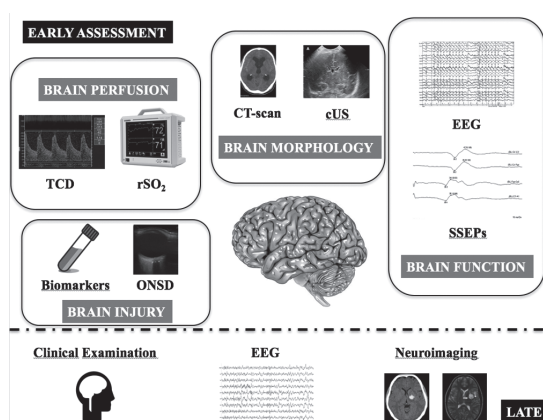 EARLY ASSESSMENT
BRAIN PERFUSION
TCD
rSO2
CT-scan
cUS
BRAIN MORPHOLOGY
EEG
SSEPs
BRAIN FUNCTION
Biomarkers
ONSD
BRAIN INJURY
Clinical Examination
EEG
Neuroimaging
LATE